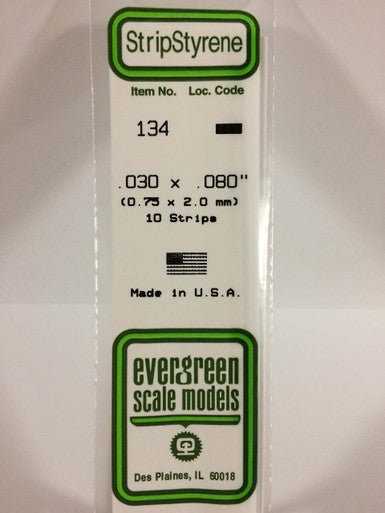 StripStyrene
Item No. Loc. Code
134
.030 x .080"
(0.75 x 2.0 mm)
10 Strips
Made in U.S.A.
evergreen
scale models
Des Plaines, IL 60018